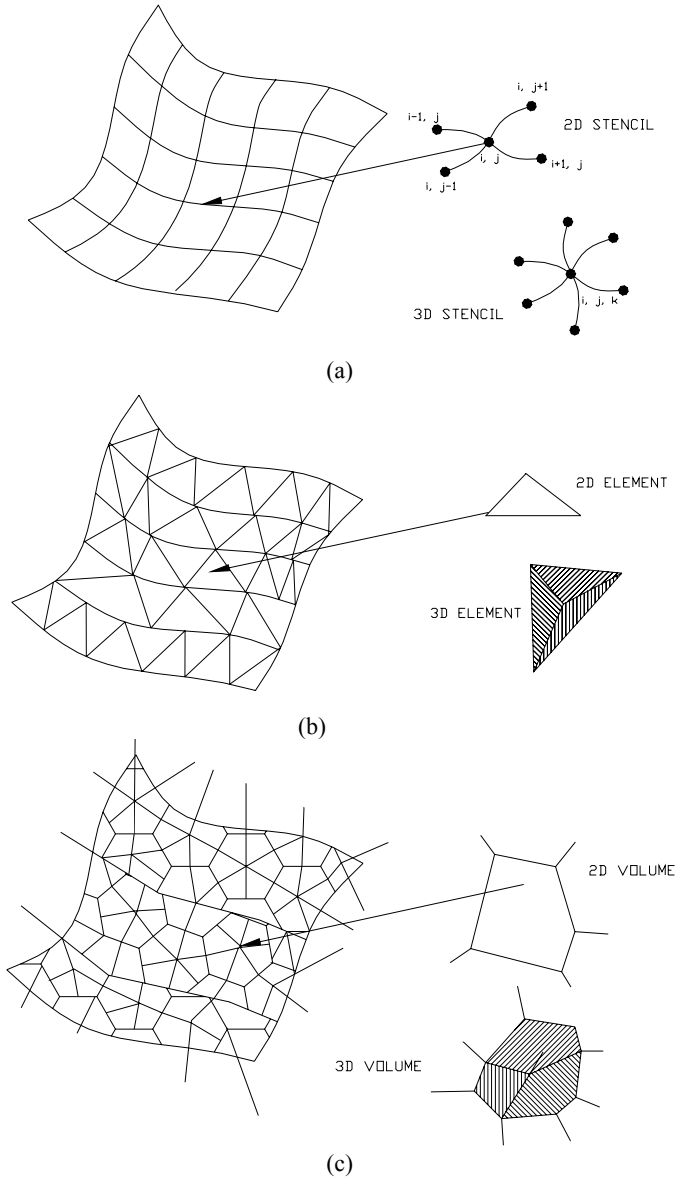 i, j+1
i-1, j
2D STENCIL
i, j
i+1, j
i, j-1
i, j, k
3D STENCIL
(a)
2D ELEMENT
3D ELEMENT
(b)
2D VOLUME
3D VOLUME
(c)